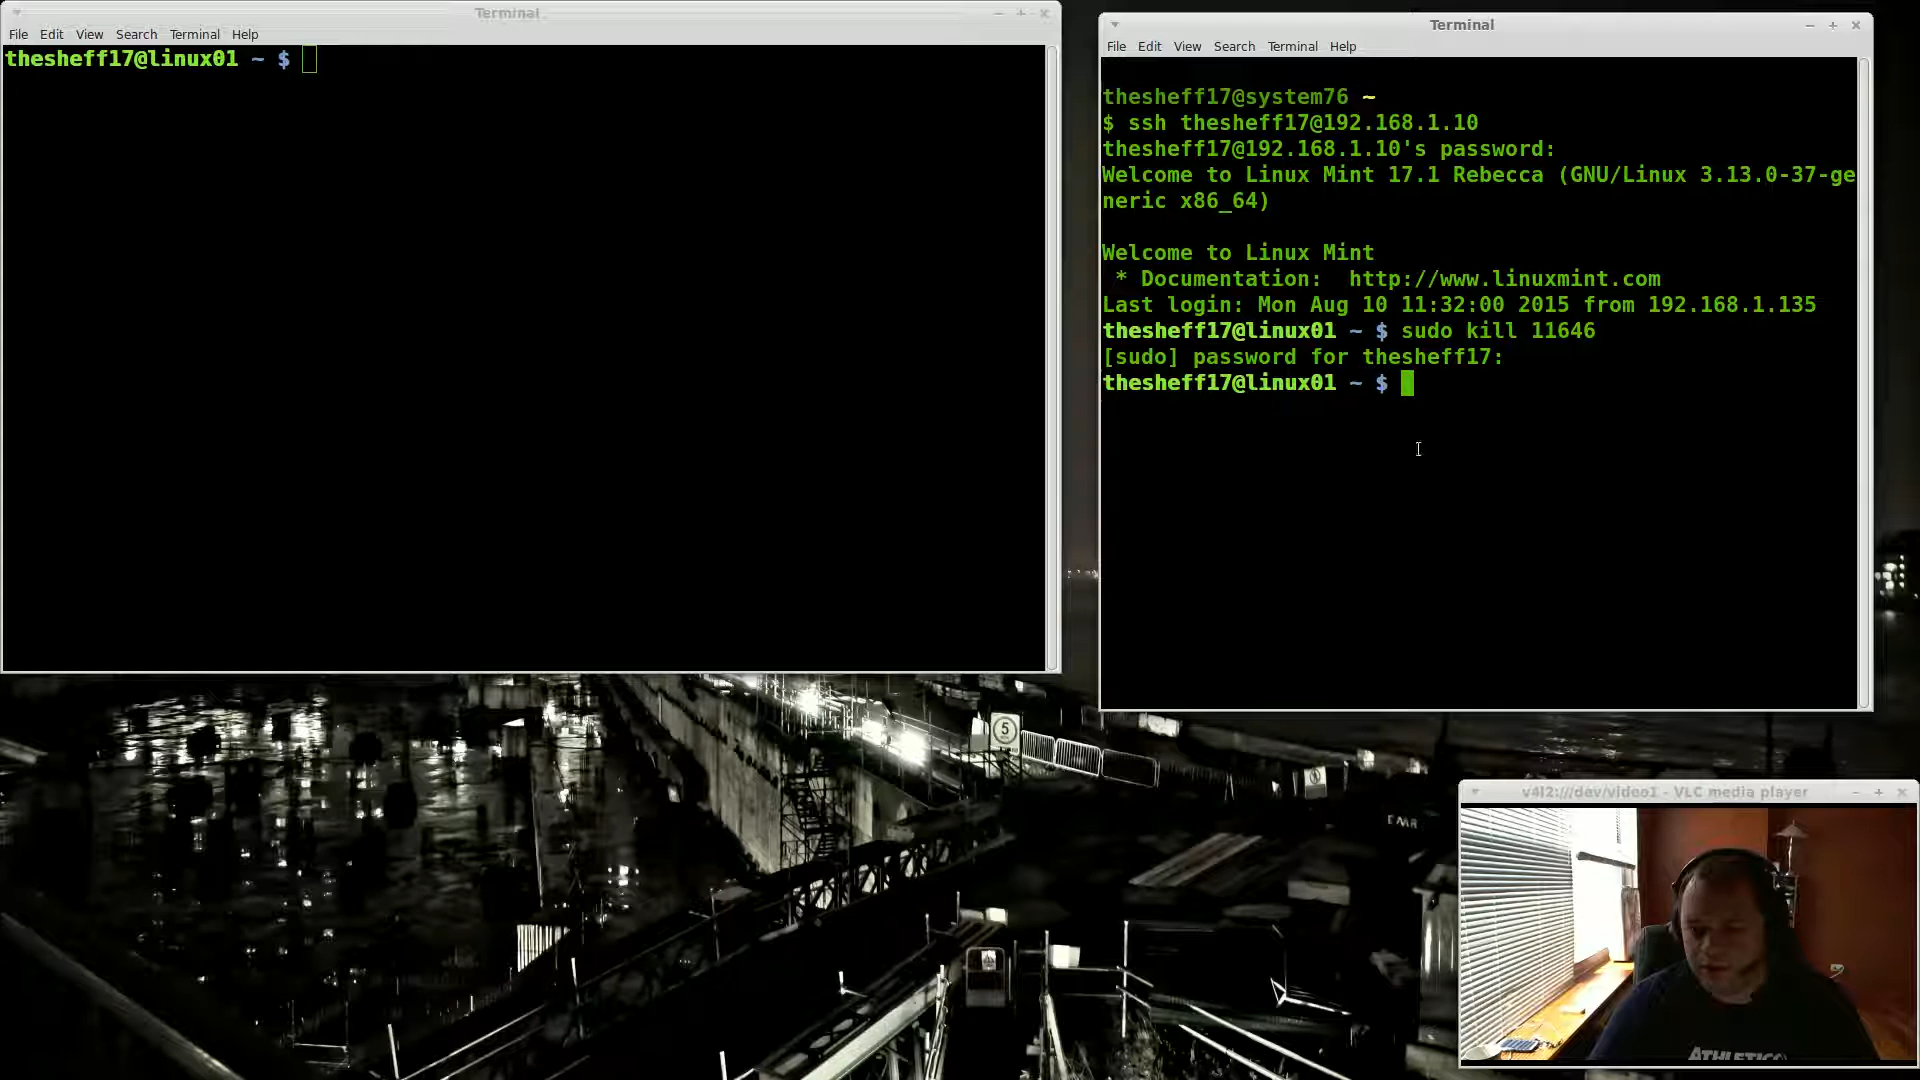 Terminal
File Edit View Search Terminal Help
thesheff17@linux01 ~ $
Terminal
File Edit View Search Terminal Help
thesheff17@system76 ~
$ ssh thesheff17@192.168.1.10
thesheff17@192.168.1.10's password:
Welcome to Linux Mint 17.1 Rebecca (GNU/Linux 3.13.0-37-ge
neric x86_64)
Welcome to Linux Mint
* Documentation:  http://www.linuxmint.com
Last login: Mon Aug 10 11:32:00 2015 from 192.168.1.135
thesheff17@linux01 ~ $ sudo kill 11646
[sudo] password for thesheff17:
thesheff17@linux01 ~ $
5
v4l2:///dev/video1 - VLC media player